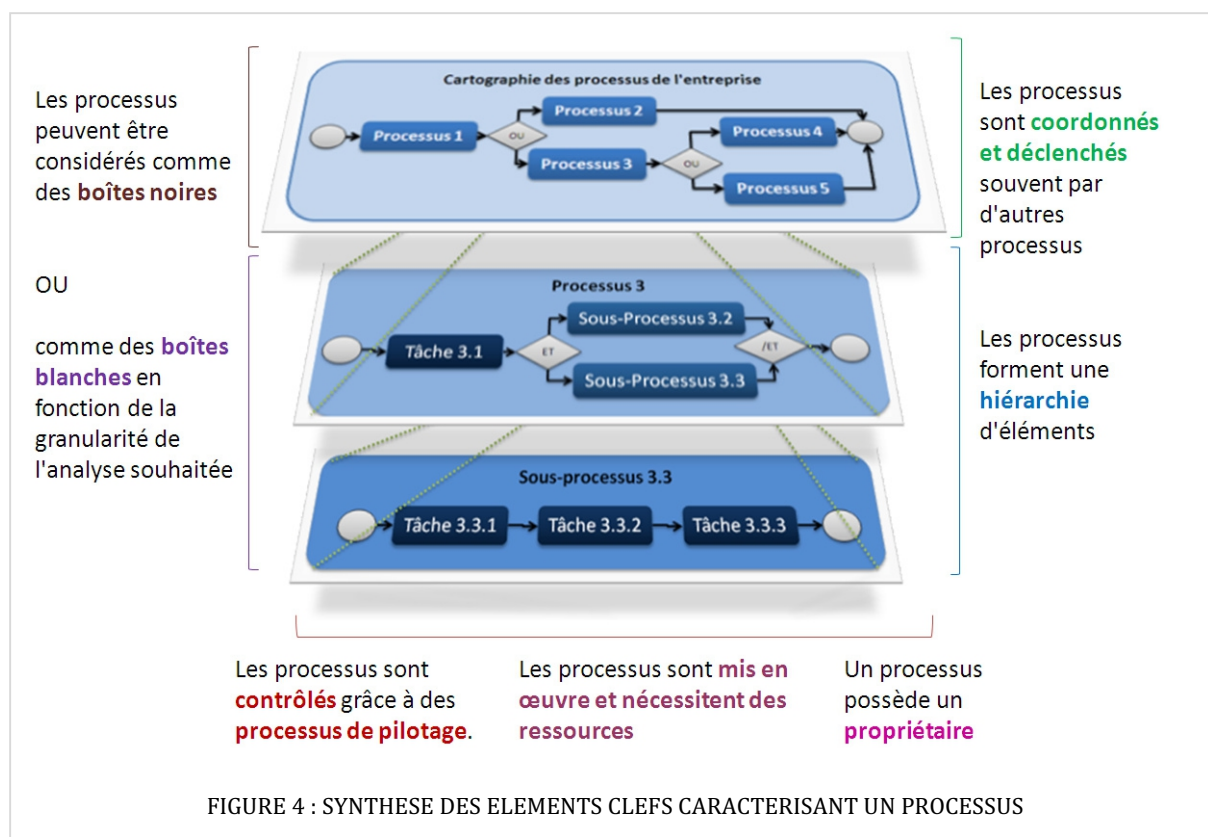 Les processus
peuvent être
considérés comme
des boîtes noires
OU
comme des boîtes
blanches en
fonction de la
granularité de
l'analyse souhaitée
Cartographie des processus de l'entreprise
Processus 1
OU
Processus 2
Processus 3
OU
Processus 4
Processus 5
Processus 3
Tâche 3.1
ET
Sous-Processus 3.2
Sous-Processus 3.3
/ET
Sous-processus 3.3
Tâche 3.3.1
Tâche 3.3.2
Tâche 3.3.3
Les processus
sont coordonnés
et déclenchés
souvent par
d'autres
processus
Les processus
forment une
hiérarchie
d'éléments
Les processus sont
contrôlés grâce à des
processus de pilotage.
Les processus sont mis en
œuvre et nécessitent des
ressources
Un processus
possède un
propriétaire
FIGURE 4 : SYNTHESE DES ELEMENTS CLEFS CARACTERISANT UN PROCESSUS